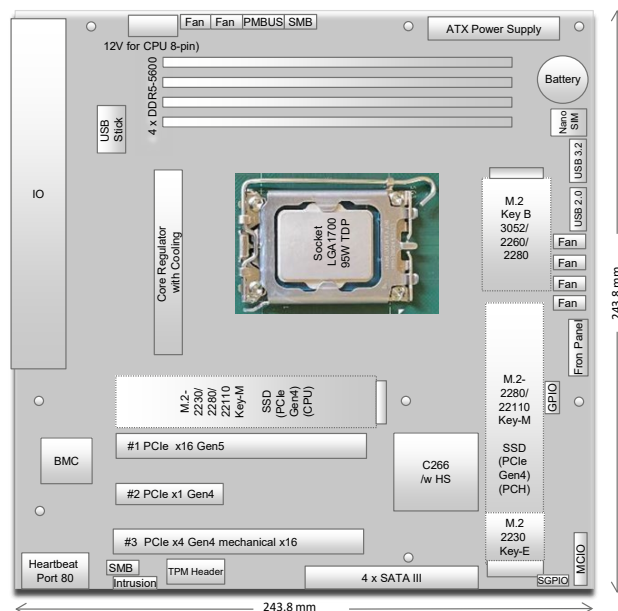 Fan
Fan
PMBUS
SMB
ATX Power Supply
12V for CPU 8-pin)
4 x DDR5-5600
Battery
USB
Stick
Nano
SIM
USB 3.2
USB 2.0
IO
Core Regulator
with Cooling
Socket
LGA1700
95W TDP
M.2
Key B
3052/
2260/
2280
Fan
Fan
Fan
Fan
243.8 mm
Fron Panel
M.2-
2230/
2280/
22110
Key-M
SSD
(PCIe
Gen4)
(CPU)
M.2-
2280/
22110
Key-M
SSD
(PCIe
Gen4)
(PCH)
GPIO
#1 PCIe x16 Gen5
BMC
C266
/w HS
#2 PCIe x1 Gen4
#3 PCIe x4 Gen4 mechanical x16
M.2
2230
Key-E
MCIO
Heartbeat
Port 80
SMB
Intrusion
TPM Header
4 x SATA III
SGPIO
243.8 mm